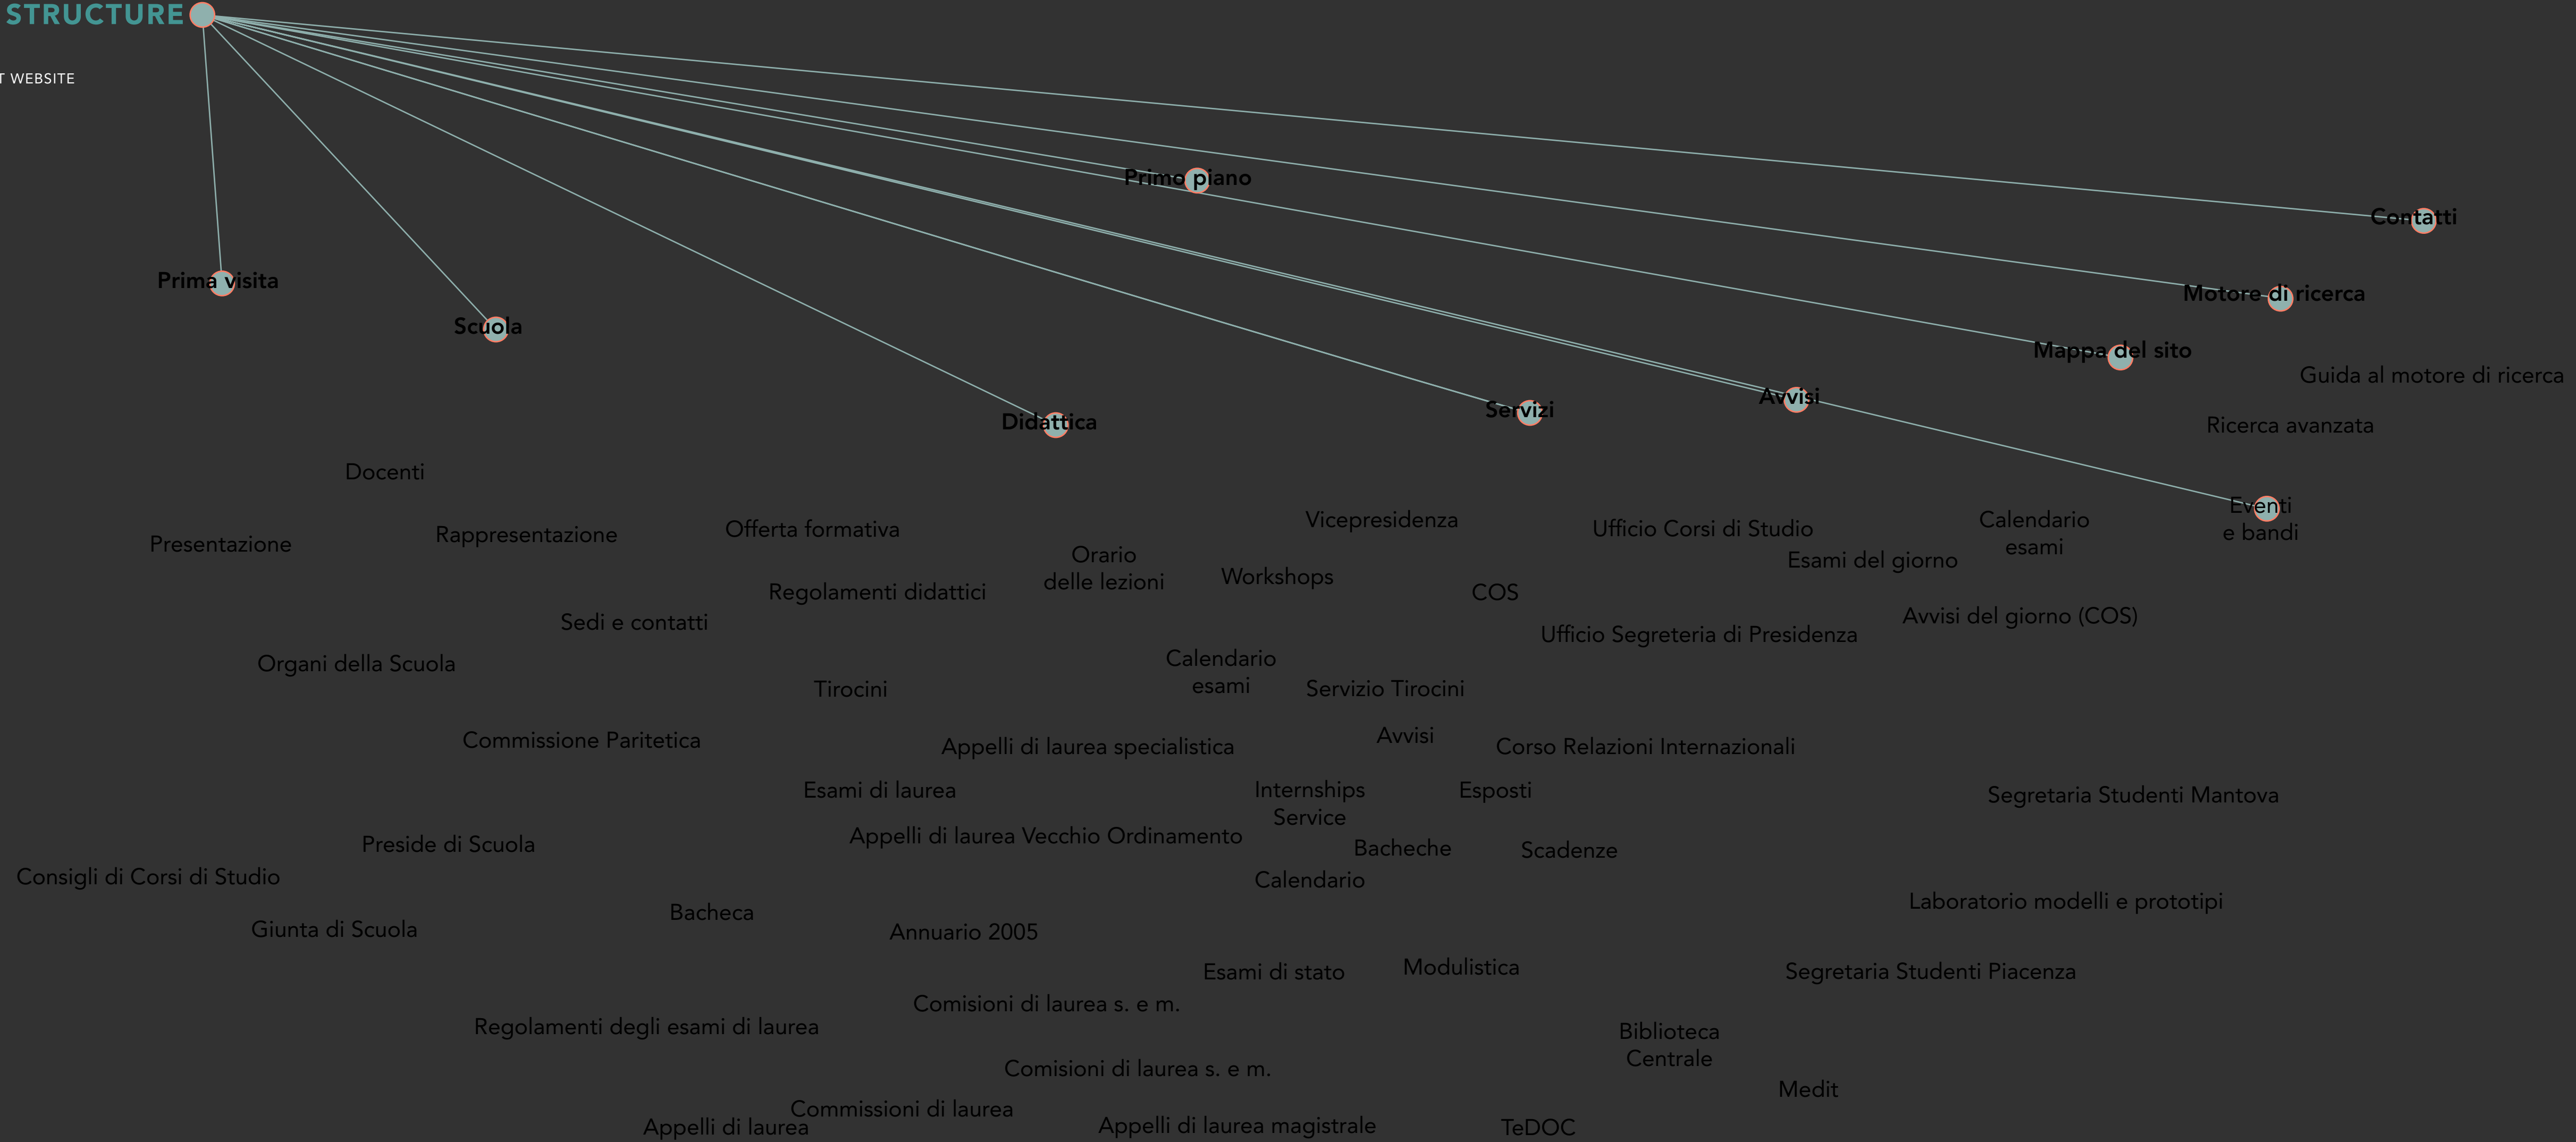 STRUCTURE
T WEBSITE
Primo piano
Contatti
Prima visita
Motore di ricerca
Scuola
Mappa del sito
Guida al motore di ricerca
Avvisi
Servizi
Didattica
Ricerca avanzata
Docenti
Eventi
e bandi
Presentazione
Rappresentazione
Offerta formativa
Vicepresidenza
Ufficio Corsi di Studio
Calendario
esami
Orario
delle lezioni
Esami del giorno
Workshops
Regolamenti didattici
COS
Avvisi del giorno (COS)
Sedi e contatti
Ufficio Segreteria di Presidenza
Organi della Scuola
Calendario
esami
Tirocini
Servizio Tirocini
Commissione Paritetica
Appelli di laurea specialistica
Avvisi
Corso Relazioni Internazionali
Esami di laurea
Internships
Service
Esposti
Segretaria Studenti Mantova
Preside di Scuola
Appelli di laurea Vecchio Ordinamento
Bacheche
Scadenze
Consigli di Corsi di Studio
Calendario
Laboratorio modelli e prototipi
Giunta di Scuola
Bacheca
Annuario 2005
Esami di stato
Modulistica
Segretaria Studenti Piacenza
Comisioni di laurea s. e m.
Regolamenti degli esami di laurea
Biblioteca
Centrale
Comisioni di laurea s. e m.
Medit
Commissioni di laurea
Appelli di laurea
Appelli di laurea magistrale
TeDOC